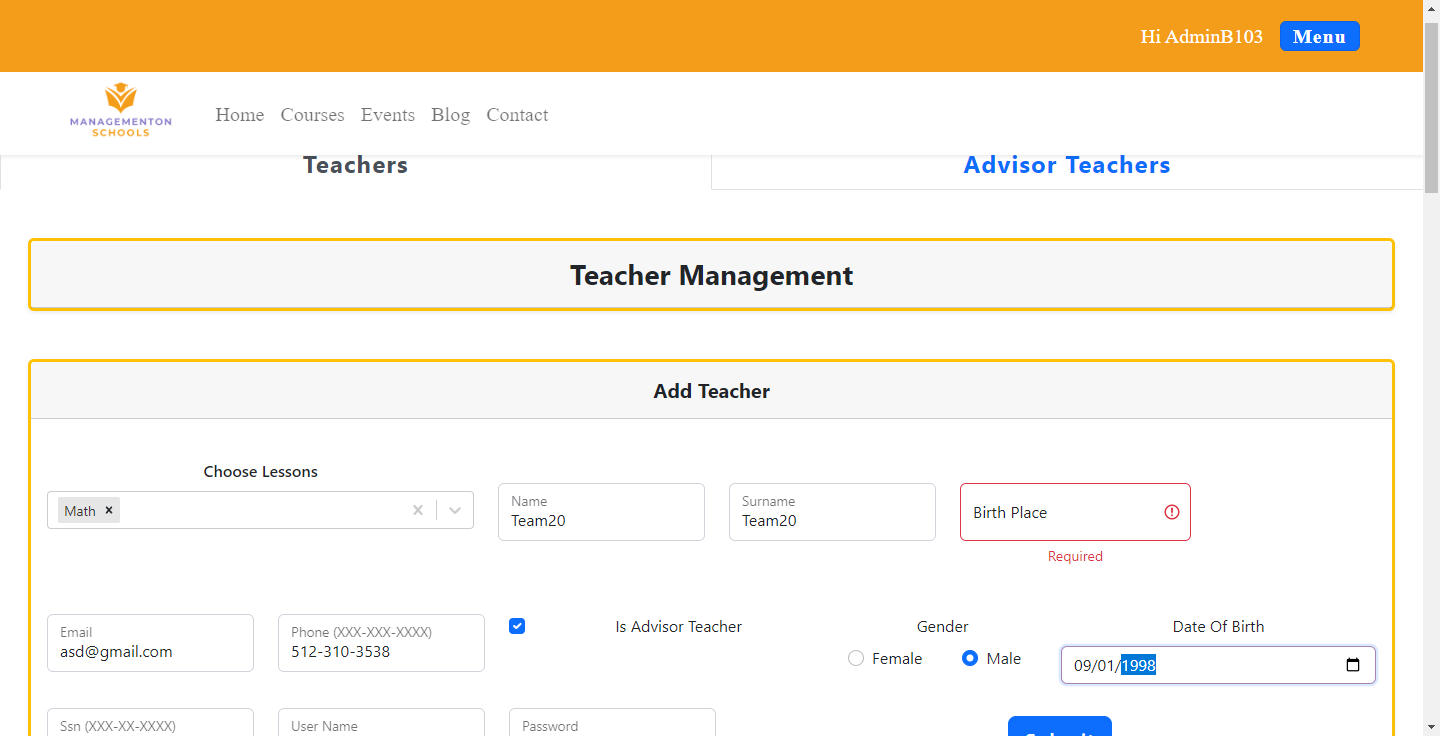 Hi AdminB103 Menu
MANAGEMENTON
SCHOOLS
Home Courses Events Blog Contact
Teachers Advisor Teachers
Teacher Management
Add Teacher
Choose Lessons
Math
Name
Team20
Surname
Team20
Birth Place
Required
Email
asd@gmail.com
Phone (XXX-XXX-XXXX)
512-310-3538
Is Advisor Teacher
Gender
Female Male
Date Of Birth
09/01/1998
Ssn (XXX-XX-XXXX)
User Name
Password
Submit